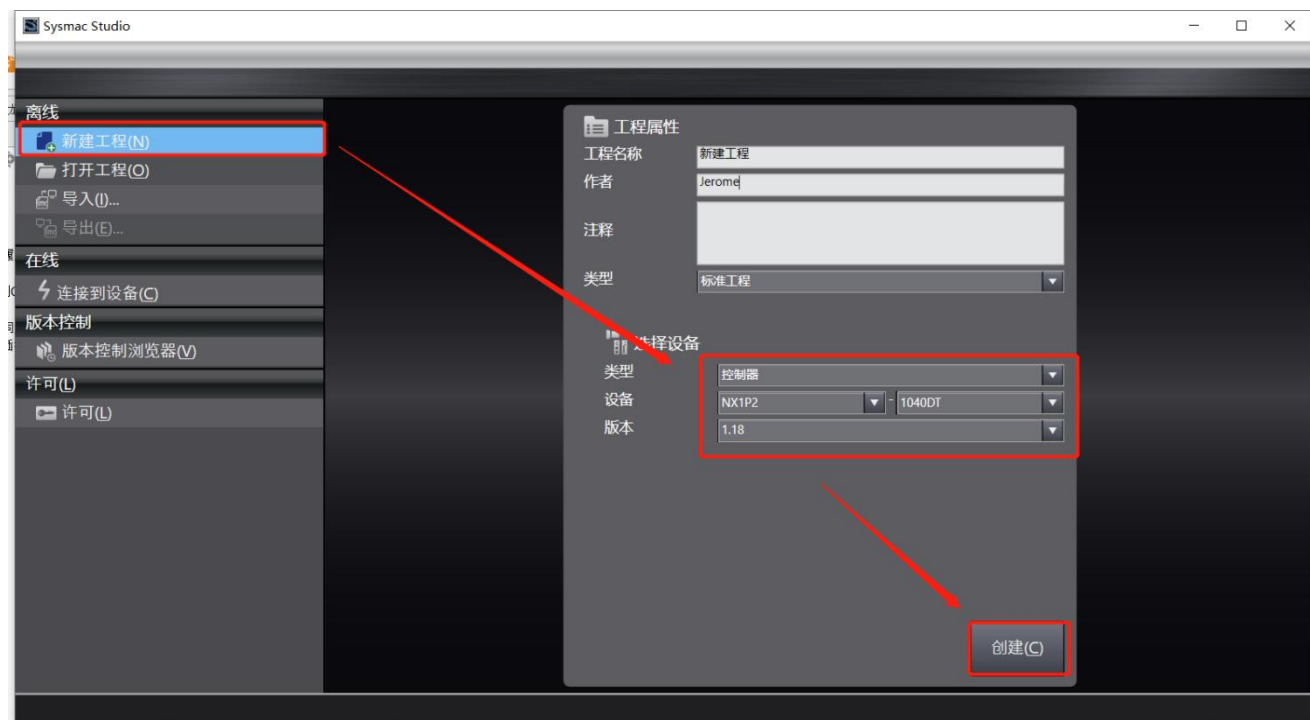 Sysmac Studio
离线
新建工程(N)
打开工程(O)
导入(I)...
导出(E)...
在线
连接到设备(C)
版本控制
版本控制浏览器(V)
许可(L)
许可(L)
工程属性
工程名称 新建工程
作者 Jerome
注释
类型 标准工程
选择设备
类型 控制器
设备 NX1P2 - 1040DT
版本 1.18
创建(C)